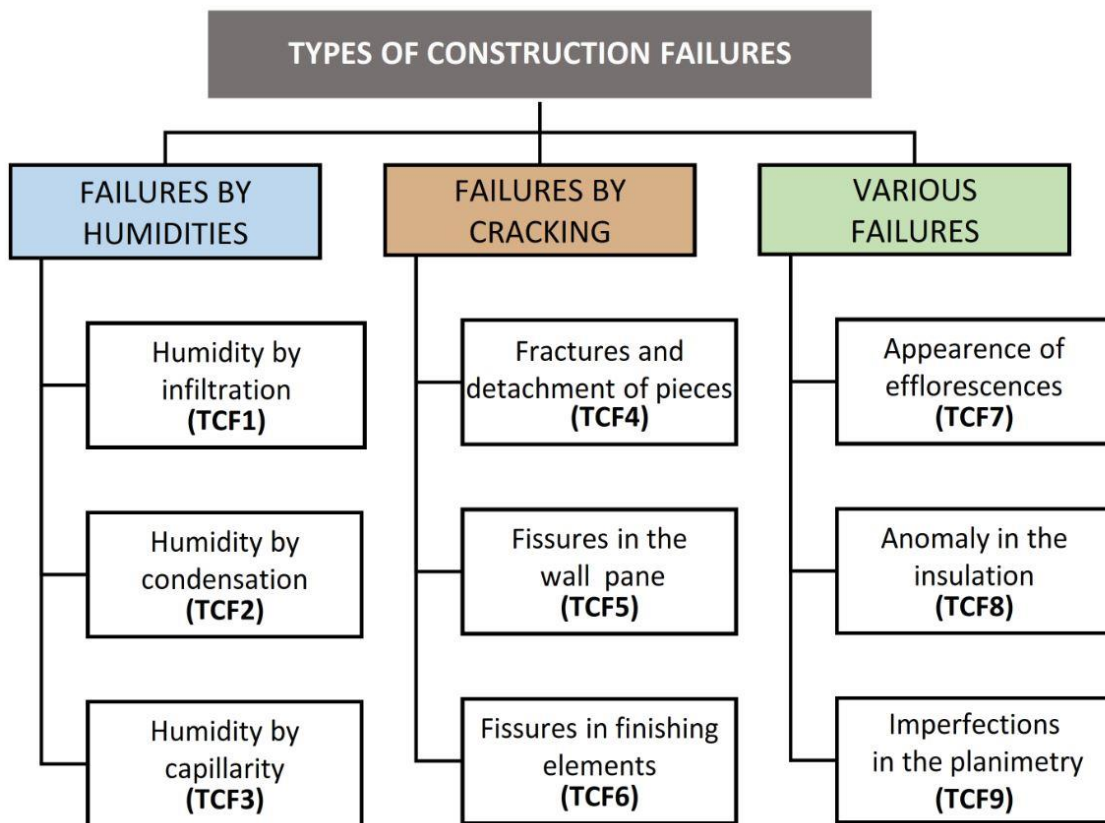 TYPES OF CONSTRUCTION FAILURES
FAILURES BY
HUMIDITIES
Humidity by
infiltration
(TCF1)
Humidity by
condensation
(TCF2)
Humidity by
capillarity
(TCF3)
FAILURES BY
CRACKING
Fractures and
detachment of pieces
(TCF4)
Fissures in the
wall pane
(TCF5)
Fissures in finishing
elements
(TCF6)
VARIOUS
FAILURES
Appearence of
efflorescences
(TCF7)
Anomaly in the
insulation
(TCF8)
Imperfections
in the planimetry
(TCF9)